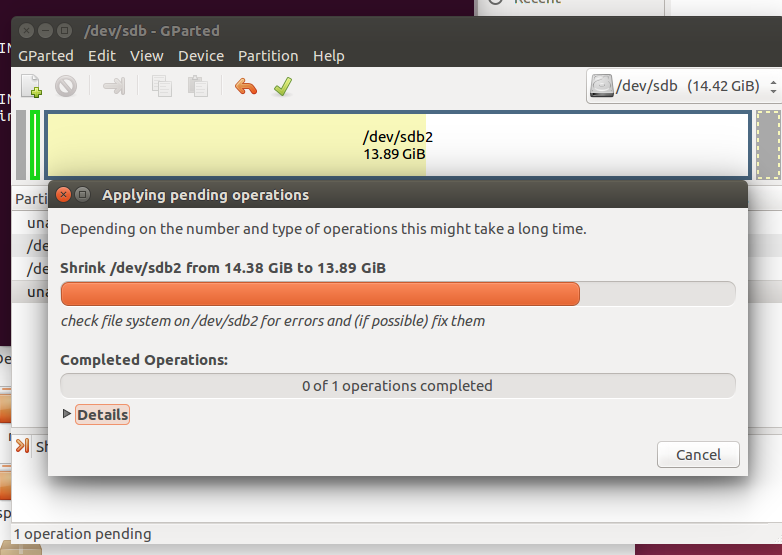 Recent
/dev/sdb - GParted
GParted Edit View Device Partition Help
/dev/sdb (14.42 GiB)
/dev/sdb2
13.89 GiB
Parti
una
/de
/de
una
Applying pending operations
Depending on the number and type of operations this might take a long time.
Shrink /dev/sdb2 from 14.38 GiB to 13.89 GiB
check file system on /dev/sdb2 for errors and (if possible) fix them
Completed Operations:
0 of 1 operations completed
Details
Cancel
Sh
1 operation pending